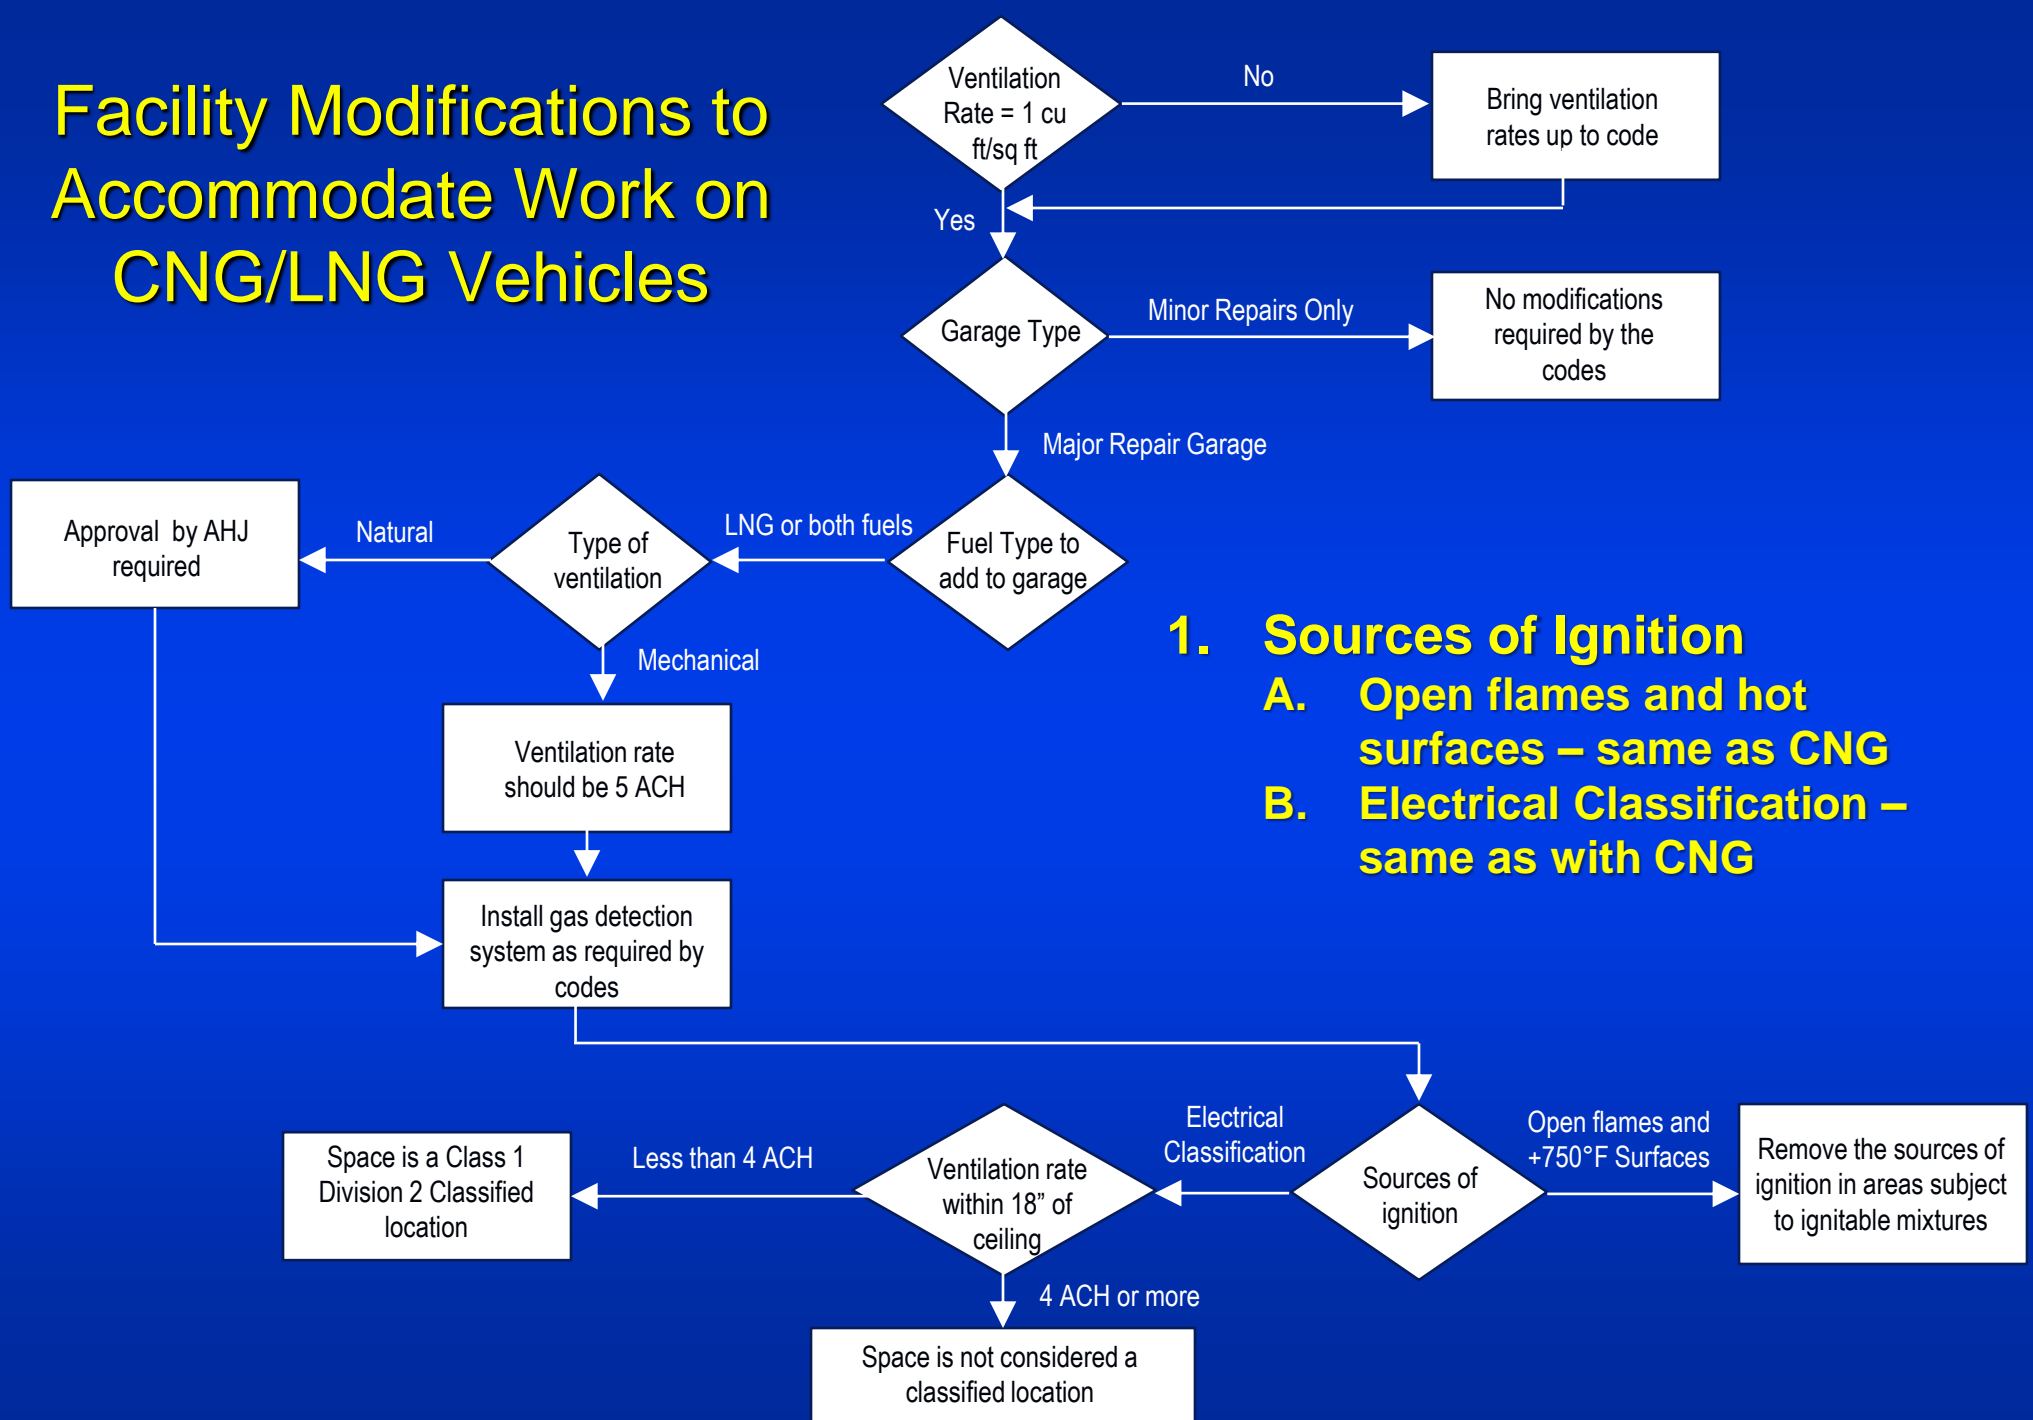 Facility Modifications to
Accommodate Work on
CNG/LNG Vehicles
Ventilation
Rate = 1 cu
ft/sq ft
No
Bring ventilation
rates up to code
Yes
Garage Type
Minor Repairs Only
No modifications
required by the
codes
Major Repair Garage
Fuel Type to
add to garage
LNG or both fuels
Type of
ventilation
Natural
Approval by AHJ
required
Mechanical
Ventilation rate
should be 5 ACH
Install gas detection
system as required by
codes
1. Sources of Ignition
A. Open flames and hot
surfaces – same as CNG
B. Electrical Classification –
same as with CNG
Sources of
ignition
Open flames and
+750°F Surfaces
Remove the sources of
ignition in areas subject
to ignitable mixtures
Electrical
Classification
Ventilation rate
within 18” of
ceiling
Less than 4 ACH
Space is a Class 1
Division 2 Classified
location
4 ACH or more
Space is not considered a
classified location